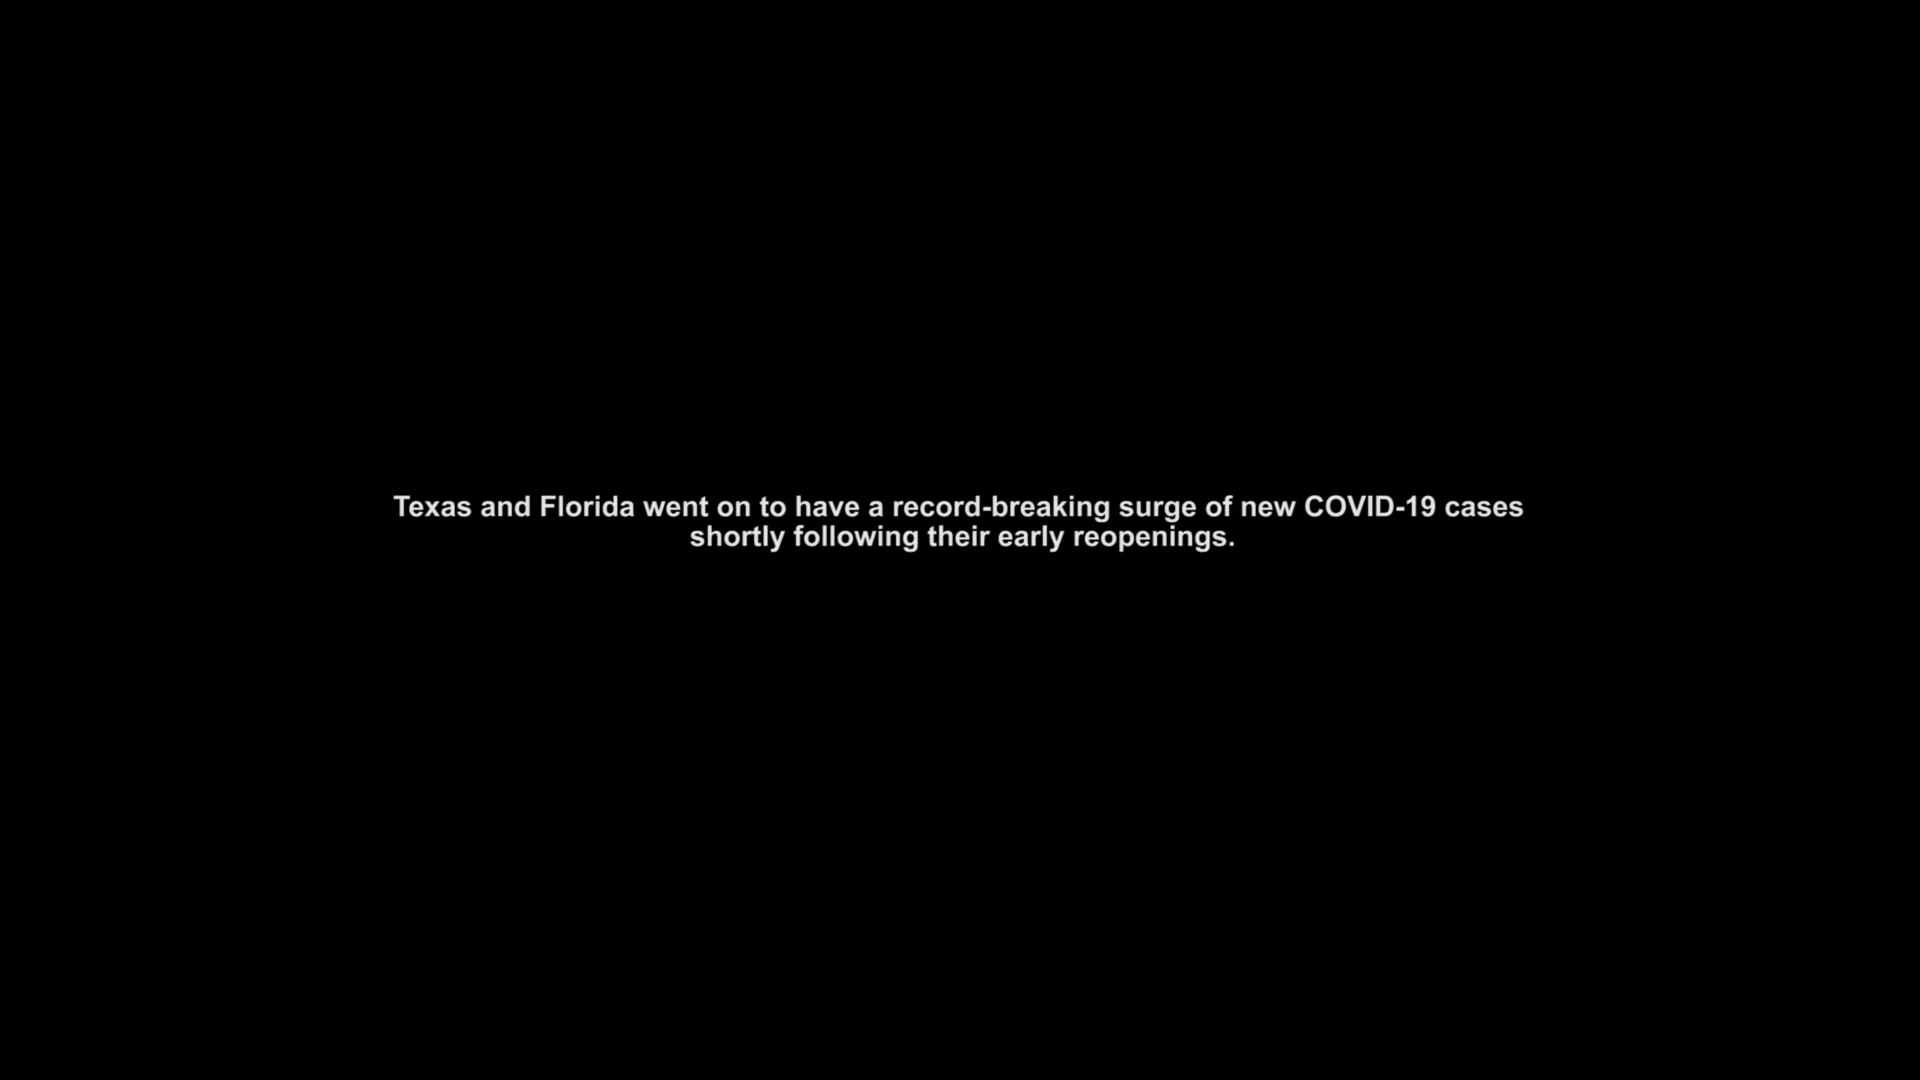 Texas and Florida went on to have a record-breaking surge of new COVID-19 cases
shortly following their early reopenings.